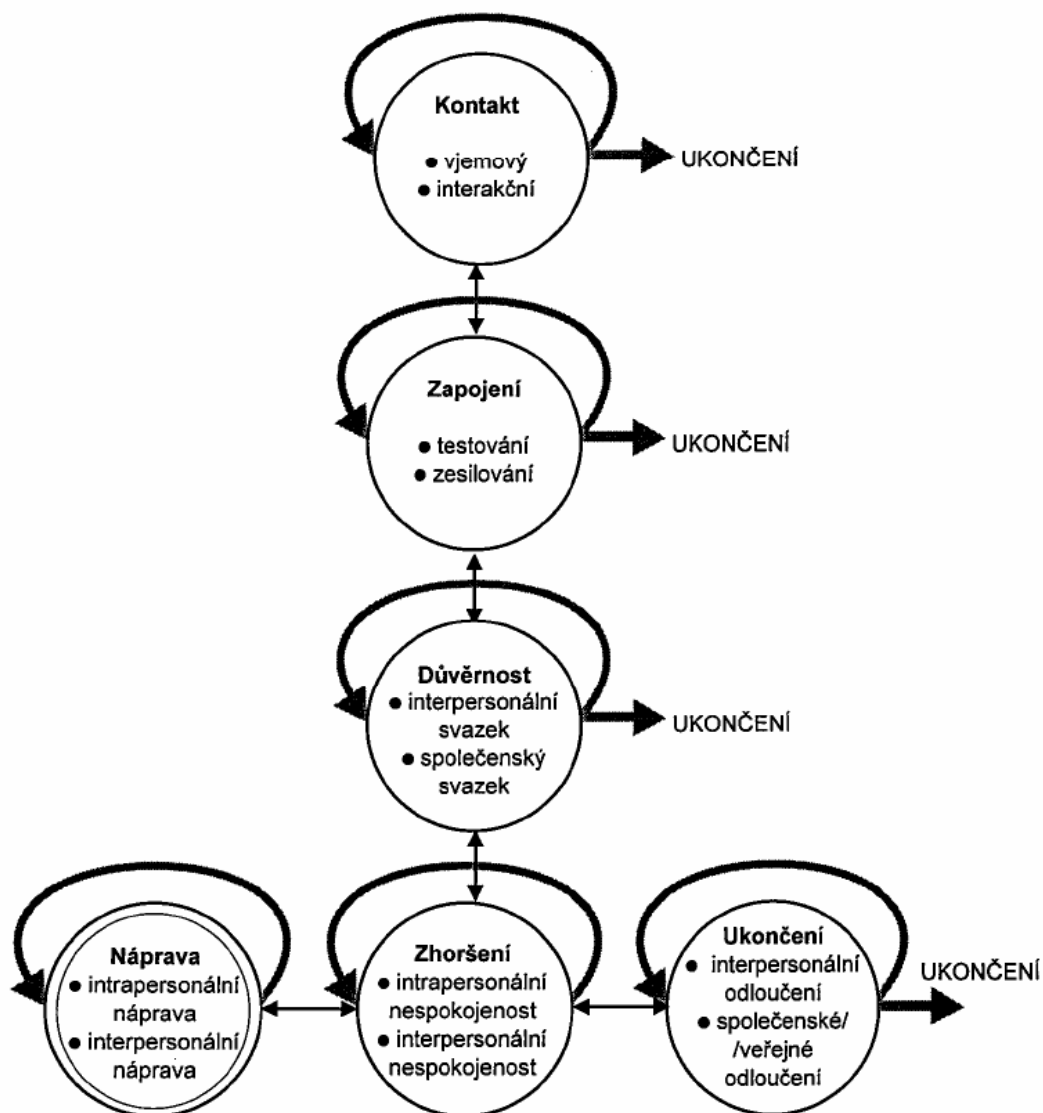 Kontakt
● vjemový
● interakční
UKONČENÍ
Zapojení
● testování
● zesilování
UKONČENÍ
Důvěrnost
● interpersonální
svazek
● společenský
svazek
UKONČENÍ
Náprava
● intrapersonální
náprava
● interpersonální
náprava
Zhoršení
● intrapersonální
nespokojenost
● interpersonální
nespokojenost
Ukončení
● interpersonální
odloučení
● společenské/
/veřejné
odloučení
UKONČENÍ